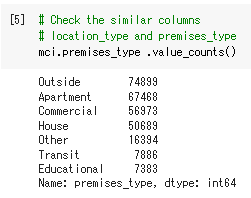 [5] # Check the similar columns
# location_type and premises_type
mci.premises_type .value_counts()
Outside 74899
Apartment 67468
Commercial 56973
House 50689
Other 16394
Transit 7886
Educational 7383
Name: premises_type, dtype: int64